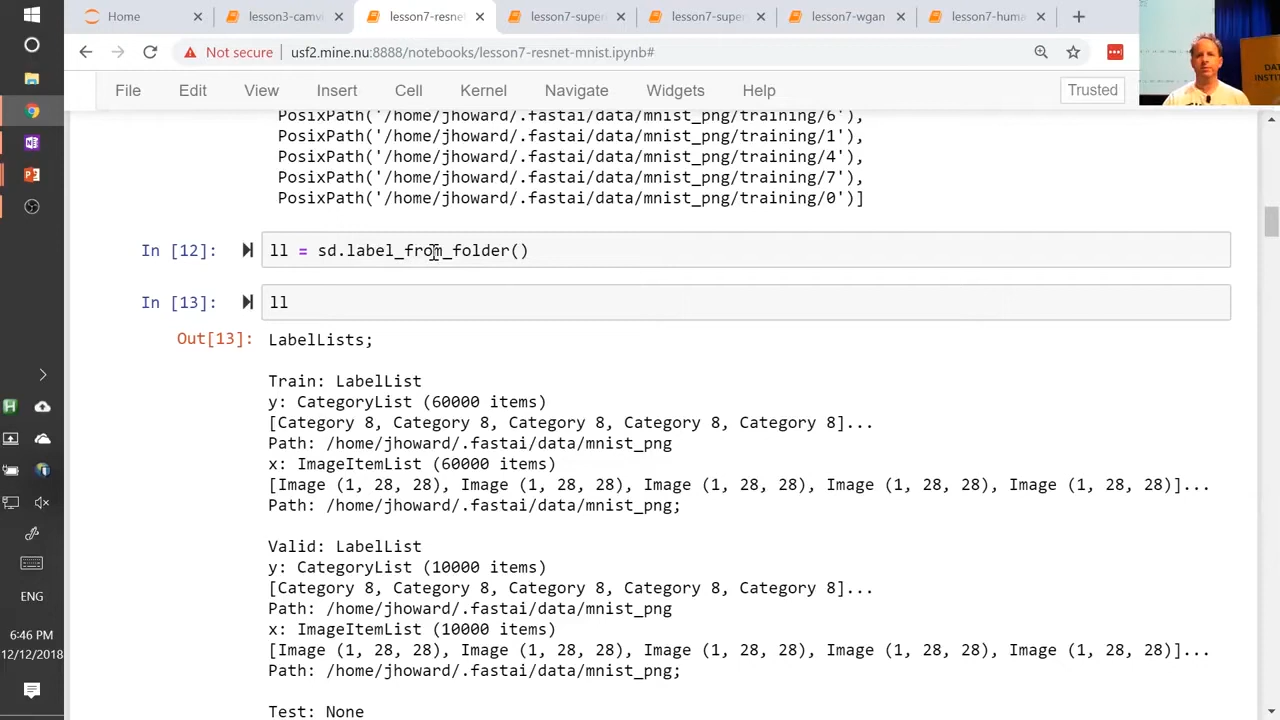 Home
lesson3-camvi
lesson7-resnet
lesson7-super
lesson7-super
lesson7-wgan
lesson7-huma
Not secure | usf2.mine.nu:8888/notebooks/lesson7-resnet-mnist.ipynb#
File Edit View Insert Cell Kernel Navigate Widgets Help Trusted
DAT
INSTIT
PosixPath('/home/jhoward/.fastai/data/mnist_png/training/6'),
PosixPath('/home/jhoward/.fastai/data/mnist_png/training/1'),
PosixPath('/home/jhoward/.fastai/data/mnist_png/training/4'),
PosixPath('/home/jhoward/.fastai/data/mnist_png/training/7'),
PosixPath('/home/jhoward/.fastai/data/mnist_png/training/0')]
In [12]: ll = sd.label_from_folder()
In [13]: ll
Out[13]: LabelLists;
Train: LabelList
y: CategoryList (60000 items)
[Category 8, Category 8, Category 8, Category 8, Category 8]...
Path: /home/jhoward/.fastai/data/mnist_png
x: ImageItemList (60000 items)
[Image (1, 28, 28), Image (1, 28, 28), Image (1, 28, 28), Image (1, 28, 28), Image (1, 28, 28)]...
Path: /home/jhoward/.fastai/data/mnist_png;
Valid: LabelList
y: CategoryList (10000 items)
[Category 8, Category 8, Category 8, Category 8, Category 8]...
Path: /home/jhoward/.fastai/data/mnist_png
x: ImageItemList (10000 items)
[Image (1, 28, 28), Image (1, 28, 28), Image (1, 28, 28), Image (1, 28, 28), Image (1, 28, 28)]...
Path: /home/jhoward/.fastai/data/mnist_png;
Test: None
ENG
6:46 PM
12/12/2018